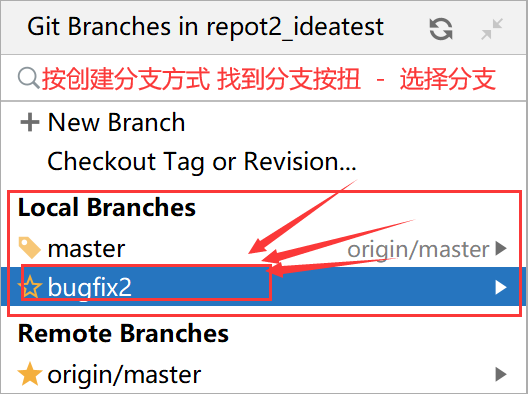 Git Branches in repot2_ideatest
按创建分支方式 找到分支按扭 - 选择分支
New Branch
Checkout Tag or Revision...
Local Branches
master origin/master
bugfix2
Remote Branches
origin/master